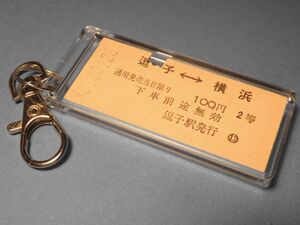 逗子 ↔ 横浜
通用発売当日限り 100円 2等
下車前途無効
逗子駅発行 ⑫